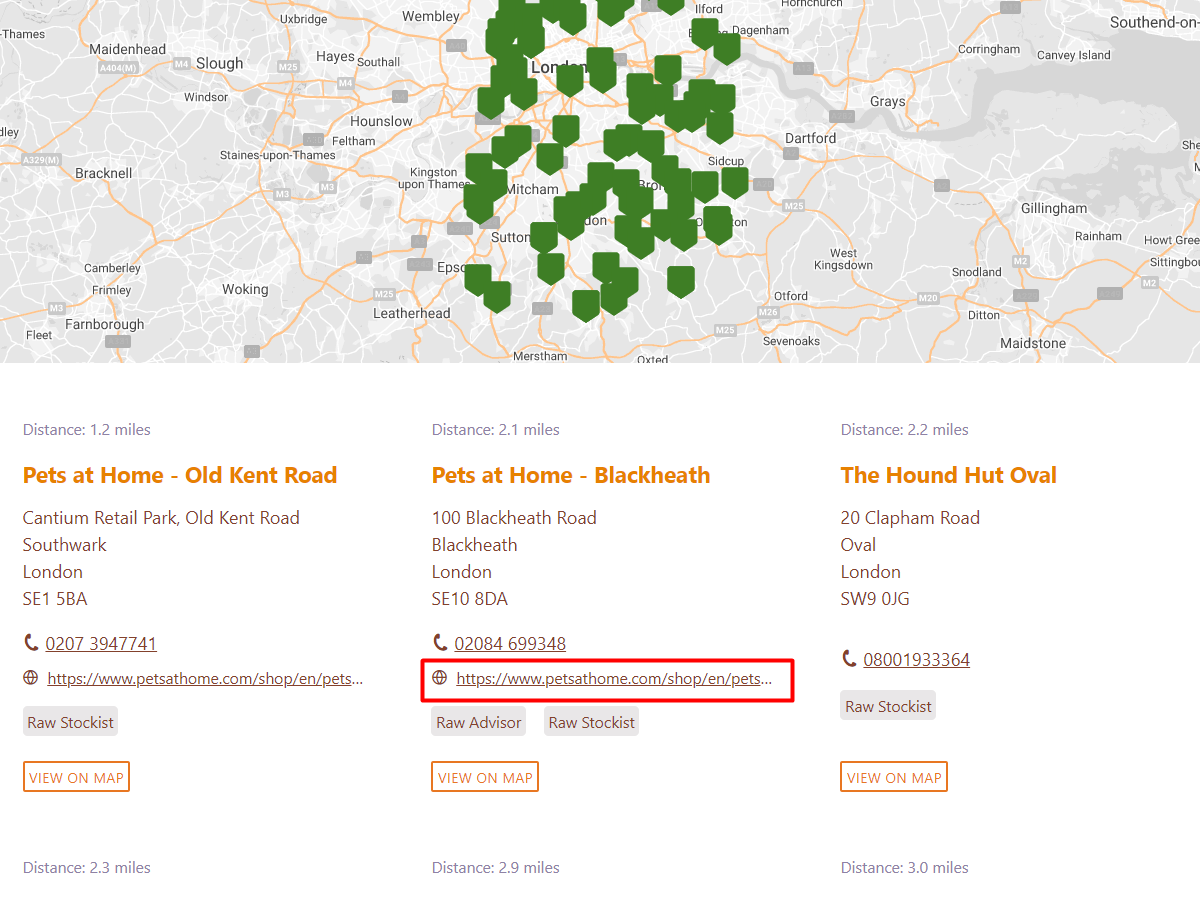 Uxbridge
Wembley
Ilford
Hornchurch
-Thames
Dagenham
Southend-on-
Maidenhead
Slough
Hayes
Southall
London
Corringham
Canvey Island
A404(M)
M4
M25
M4
Windsor
Grays
Hounslow
Feltham
Dartford
Staines-upon-Thames
A329(M)
Bracknell
Kingston
upon Thames
Sidcup
M3
M3
Mitcham
Bro
M25
Gillingham
Sutton
don
on
Rainham
Howt Gree
West
Kingsdown
M2
Camberley
Epso
Snodland
Sittingbou
M2
Frimley
Woking
M25
Otford
M20
M3
Leatherhead
M26
Ditton
Farnborough
Fleet
M25
Sevenoaks
Maidstone
Merstham
Oxted
Distance: 1.2 miles
Pets at Home - Old Kent Road
Cantium Retail Park, Old Kent Road
Southwark
London
SE1 5BA
0207 3947741
https://www.petsathome.com/shop/en/pets...
Raw Stockist
VIEW ON MAP
Distance: 2.1 miles
Pets at Home - Blackheath
100 Blackheath Road
Blackheath
London
SE10 8DA
02084 699348
https://www.petsathome.com/shop/en/pets...
Raw Advisor Raw Stockist
VIEW ON MAP
Distance: 2.2 miles
The Hound Hut Oval
20 Clapham Road
Oval
London
SW9 0JG
08001933364
Raw Stockist
VIEW ON MAP
Distance: 2.3 miles
Distance: 2.9 miles
Distance: 3.0 miles